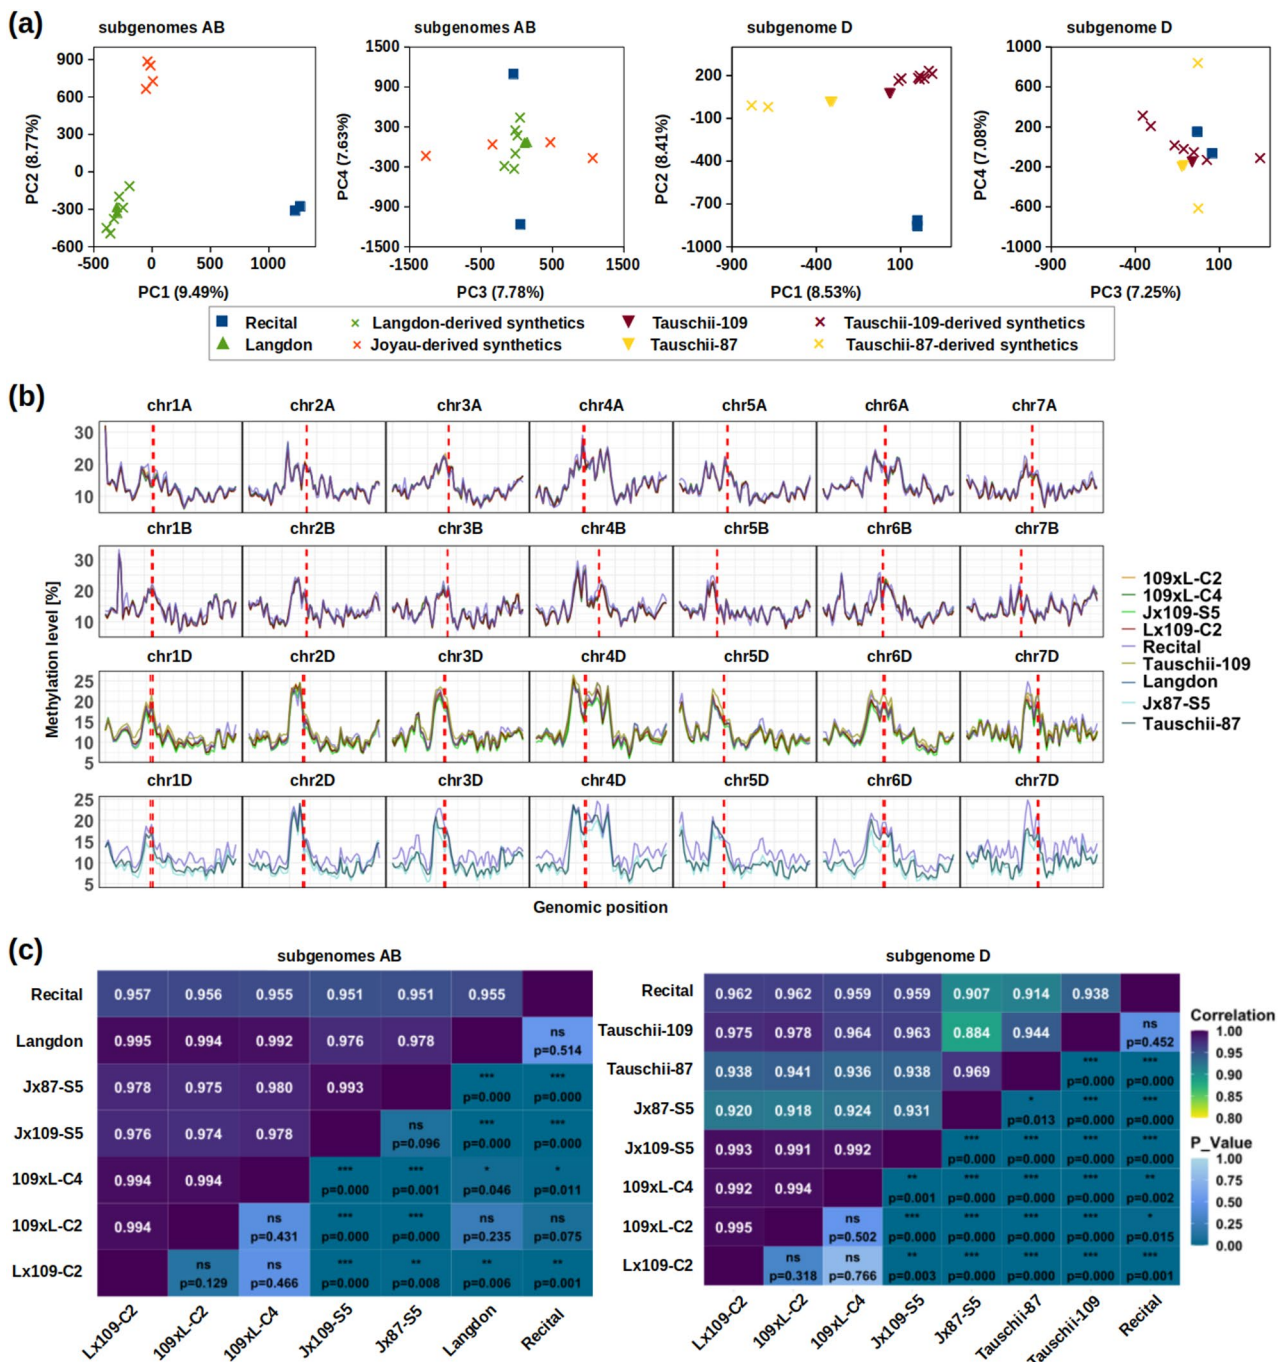 (a)
subgenomes AB
subgenomes AB
subgenome D
subgenome D
PC2 (8.77%)
900
600
300
0
-300
-600
-500
0
500
1000
PC1 (9.49%)
PC4 (7.63%)
1500
900
300
-300
-900
-1500
-1500
-500
500
1500
PC3 (7.78%)
PC2 (8.41%)
200
-100
-400
-700
-1000
-900
-400
100
PC1 (8.53%)
PC4 (7.08%)
1000
600
200
-200
-600
-1000
-900
-400
100
PC3 (7.25%)
Recital
Langdon-derived synthetics
Tauschii-109
Tauschii-109-derived synthetics
Langdon
Joyau-derived synthetics
Tauschii-87
Tauschii-87-derived synthetics
(b)
Methylation level [%]
chr1A chr2A chr3A chr4A chr5A chr6A chr7A
30
20
10
chr1B chr2B chr3B chr4B chr5B chr6B chr7B
30
20
10
chr1D chr2D chr3D chr4D chr5D chr6D chr7D
25
20
15
10
5
chr1D chr2D chr3D chr4D chr5D chr6D chr7D
25
20
15
10
5
Genomic position
109xL-C2
109xL-C4
Jx109-S5
Lx109-C2
Recital
Tauschii-109
Langdon
Jx87-S5
Tauschii-87
(c)
subgenomes AB
Recital 0.957 0.956 0.955 0.951 0.951 0.955
Langdon 0.995 0.994 0.992 0.976 0.978 ns
p=0.514
Jx87-S5 0.978 0.975 0.980 0.993 *** ***
p=0.000 p=0.000
Jx109-S5 0.976 0.974 0.978 ns *** ***
p=0.096 p=0.000 p=0.000
109xL-C4 0.994 0.994 *** *** * *
p=0.000 p=0.001 p=0.046 p=0.011
109xL-C2 0.994 ns *** *** ns ns
p=0.431 p=0.000 p=0.000 p=0.235 p=0.075
Lx109-C2 ns ns *** ** ** **
p=0.129 p=0.466 p=0.000 p=0.008 p=0.006 p=0.001
Lx109-C2 109xL-C2 109xL-C4 Jx109-S5 Jx87-S5 Langdon Recital
subgenome D
Recital 0.962 0.962 0.959 0.959 0.907 0.914 0.938
Tauschii-109 0.975 0.978 0.964 0.963 0.884 0.944 ns
p=0.452
Tauschii-87 0.938 0.941 0.936 0.938 0.969 *** ***
p=0.000 p=0.000
Jx87-S5 0.920 0.918 0.924 0.931 * *** ***
p=0.013 p=0.000 p=0.000
Jx109-S5 0.993 0.991 0.992 *** *** *** ***
p=0.000 p=0.000 p=0.000 p=0.000
109xL-C4 0.992 0.994 ** *** *** *** **
p=0.001 p=0.000 p=0.000 p=0.000 p=0.002
109xL-C2 0.995 ns *** *** *** *** *
p=0.502 p=0.000 p=0.000 p=0.000 p=0.000 p=0.015
Lx109-C2 ns ns ** *** *** *** ***
p=0.318 p=0.766 p=0.003 p=0.000 p=0.000 p=0.000 p=0.001
Lx109-C2 109xL-C2 109xL-C4 Jx109-S5 Jx87-S5 Tauschii-87 Tauschii-109 Recital
Correlation
1.00
0.95
0.90
0.85
0.80
P_Value
1.00
0.75
0.50
0.25
0.00